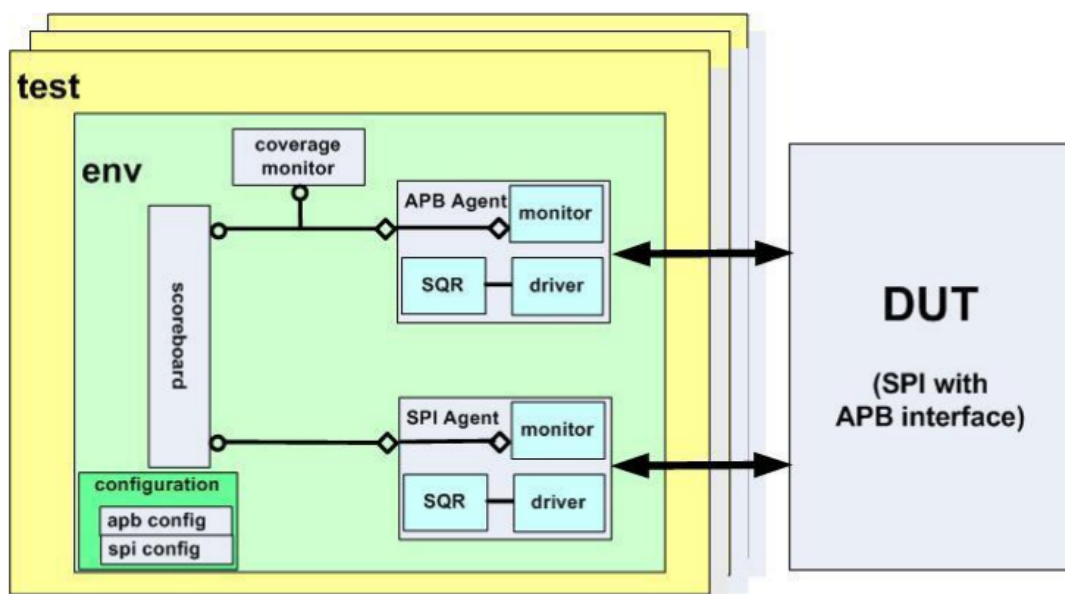 test
env
coverage
monitor
APB Agent
monitor
SQR
driver
scoreboard
SPI Agent
monitor
SQR
driver
configuration
apb config
spi config
DUT
(SPI with
APB interface)